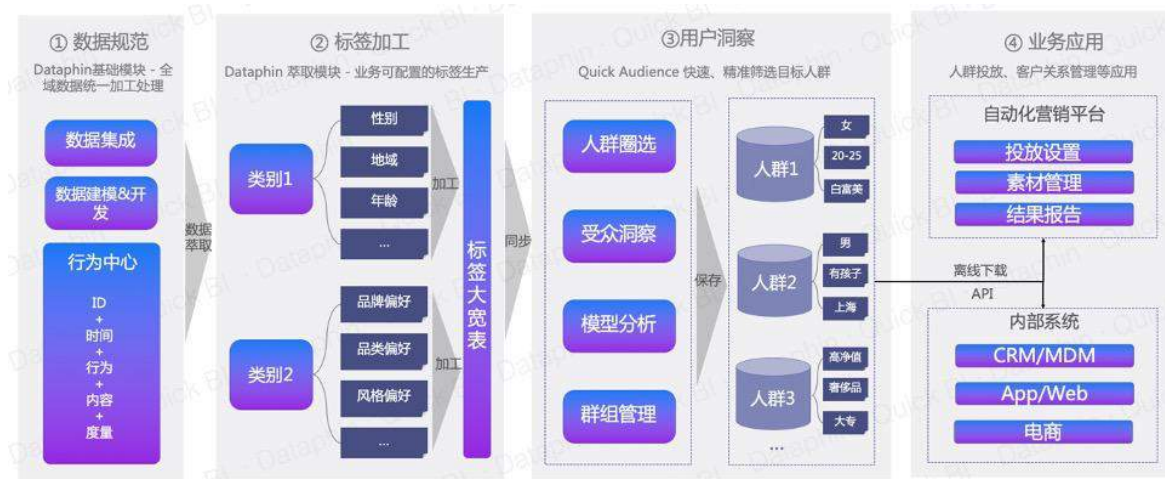 ① 数据规范
Dataphin基础模块 - 全
域数据统一加工处理
数据集成
数据建模&开
发
行为中心
ID
+
时间
+
行为
+
内容
+
度量
数据
萃取
② 标签加工
Dataphin 萃取模块 - 业务可配置的标签生产
类别1
性别
地域
年龄
...
加工
类别2
品牌偏好
品类偏好
风格偏好
...
加工
标签大宽表
同步
③用户洞察
Quick Audience 快速、精准筛选目标人群
人群圈选
受众洞察
模型分析
群组管理
保存
人群1
女
20-25
白富美
人群2
男
有孩子
上海
人群3
高净值
奢侈品
大专
...
离线下载
API
④ 业务应用
人群投放、客户关系管理等应用
自动化营销平台
投放设置
素材管理
结果报告
内部系统
CRM/MDM
App/Web
电商
Dataphin · Quick BI